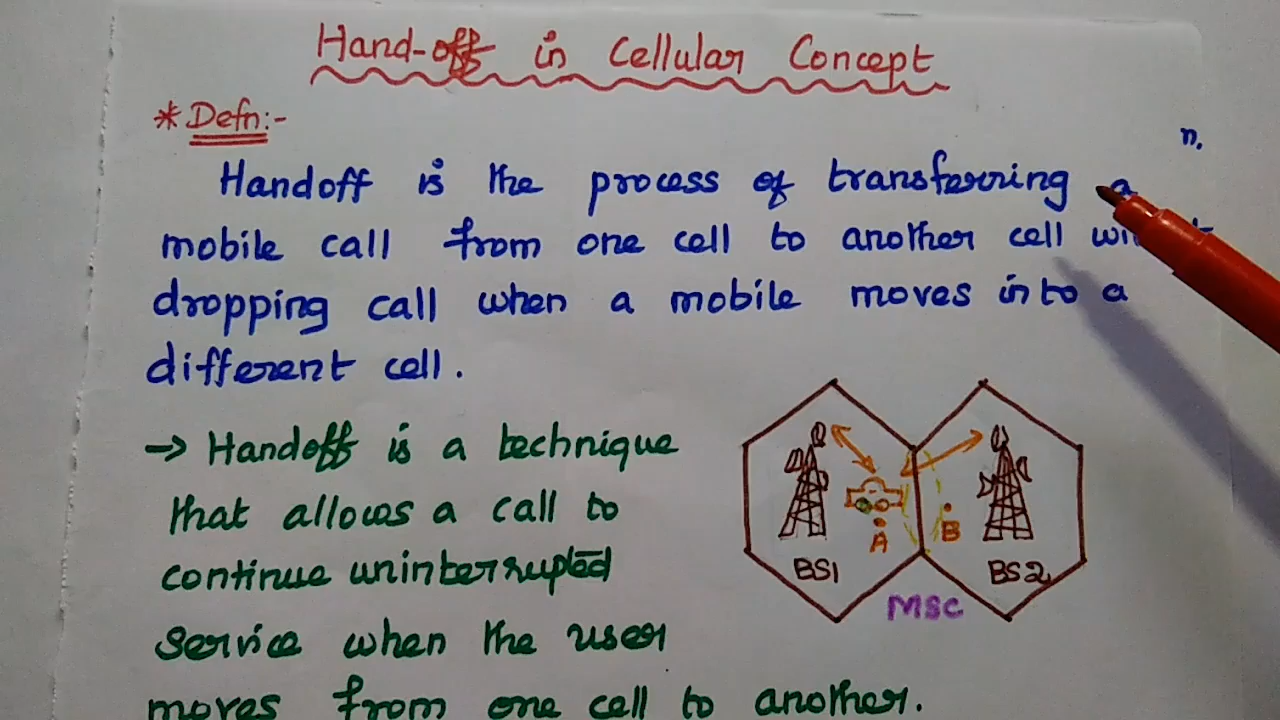 Hand-off in Cellular Concept
* Defn:-
n.
Handoff is the process of transferring a
mobile call from one cell to another cell
dropping call when a mobile moves into a
different cell.
→ Handoff is a technique
that allows a call to
continue uninterrupted
service when the user
moves from one cell to another.
A
B
BS1
BS2
MSC